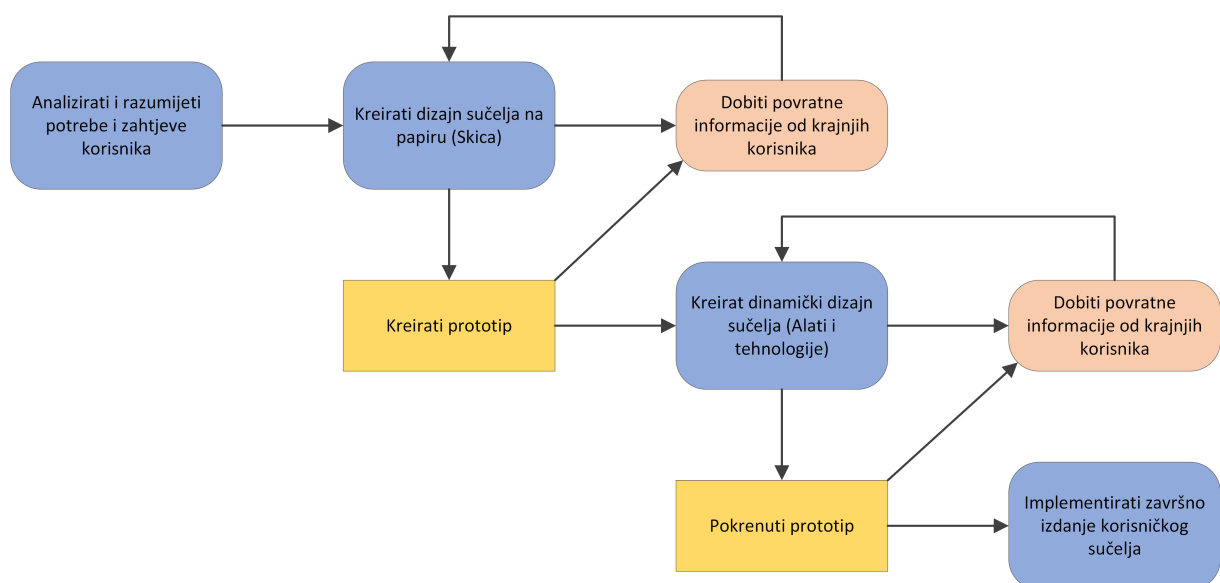 Analizirati i razumijeti
potrebe i zahtjeve
korisnika
Kreirati dizajn sučelja na
papiru (Skica)
Dobiti povratne
informacije od krajnjih
korisnika
Kreirati prototip
Kreirat dinamički dizajn
sučelja (Alati i
tehnologije)
Dobiti povratne
informacije od krajnjih
korisnika
Pokrenuti prototip
Implementirati završno
izdanje korisničkog
sučelja